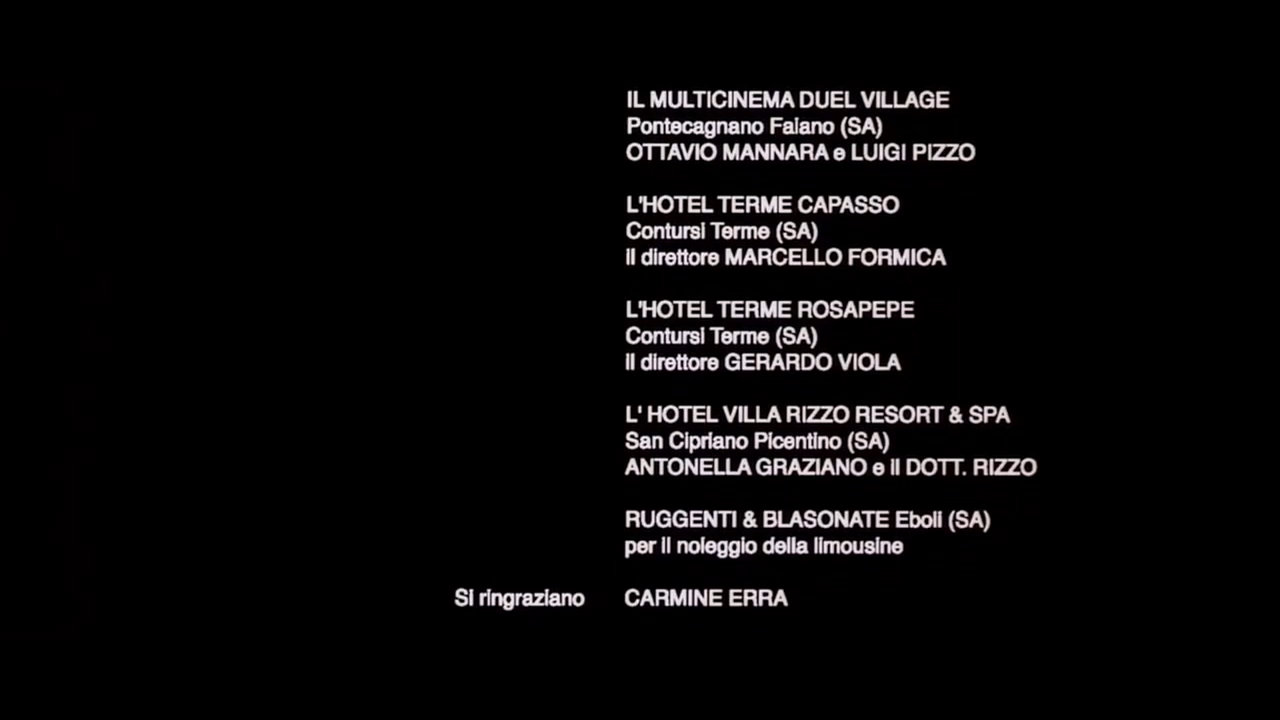 IL MULTICINEMA DUEL VILLAGE
Pontecagnano Faiano (SA)
OTTAVIO MANNARA e LUIGI PIZZO
L'HOTEL TERME CAPASSO
Contursi Terme (SA)
il direttore MARCELLO FORMICA
L'HOTEL TERME ROSAPEPE
Contursi Terme (SA)
il direttore GERARDO VIOLA
L' HOTEL VILLA RIZZO RESORT & SPA
San Cipriano Picentino (SA)
ANTONELLA GRAZIANO e il DOTT. RIZZO
RUGGENTI & BLASONATE Eboli (SA)
per il noleggio della limousine
Si ringraziano CARMINE ERRA